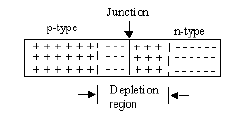 Junction
p-type n-type
+ + + + + + - - - + + + - - - - - -
+ + + + + + - - - + + + - - - - - -
+ + + + + + - - - + + + - - - - - -
Depletion
region